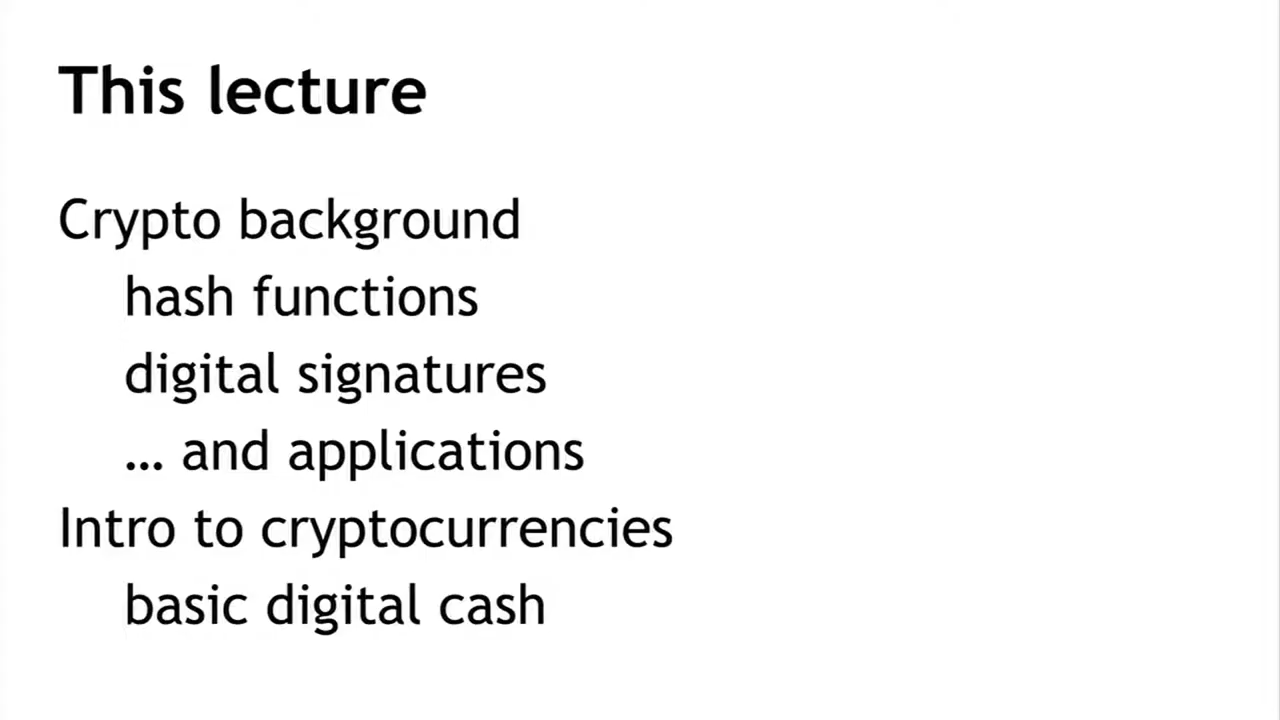 This lecture
Crypto background
hash functions
digital signatures
… and applications
Intro to cryptocurrencies
basic digital cash